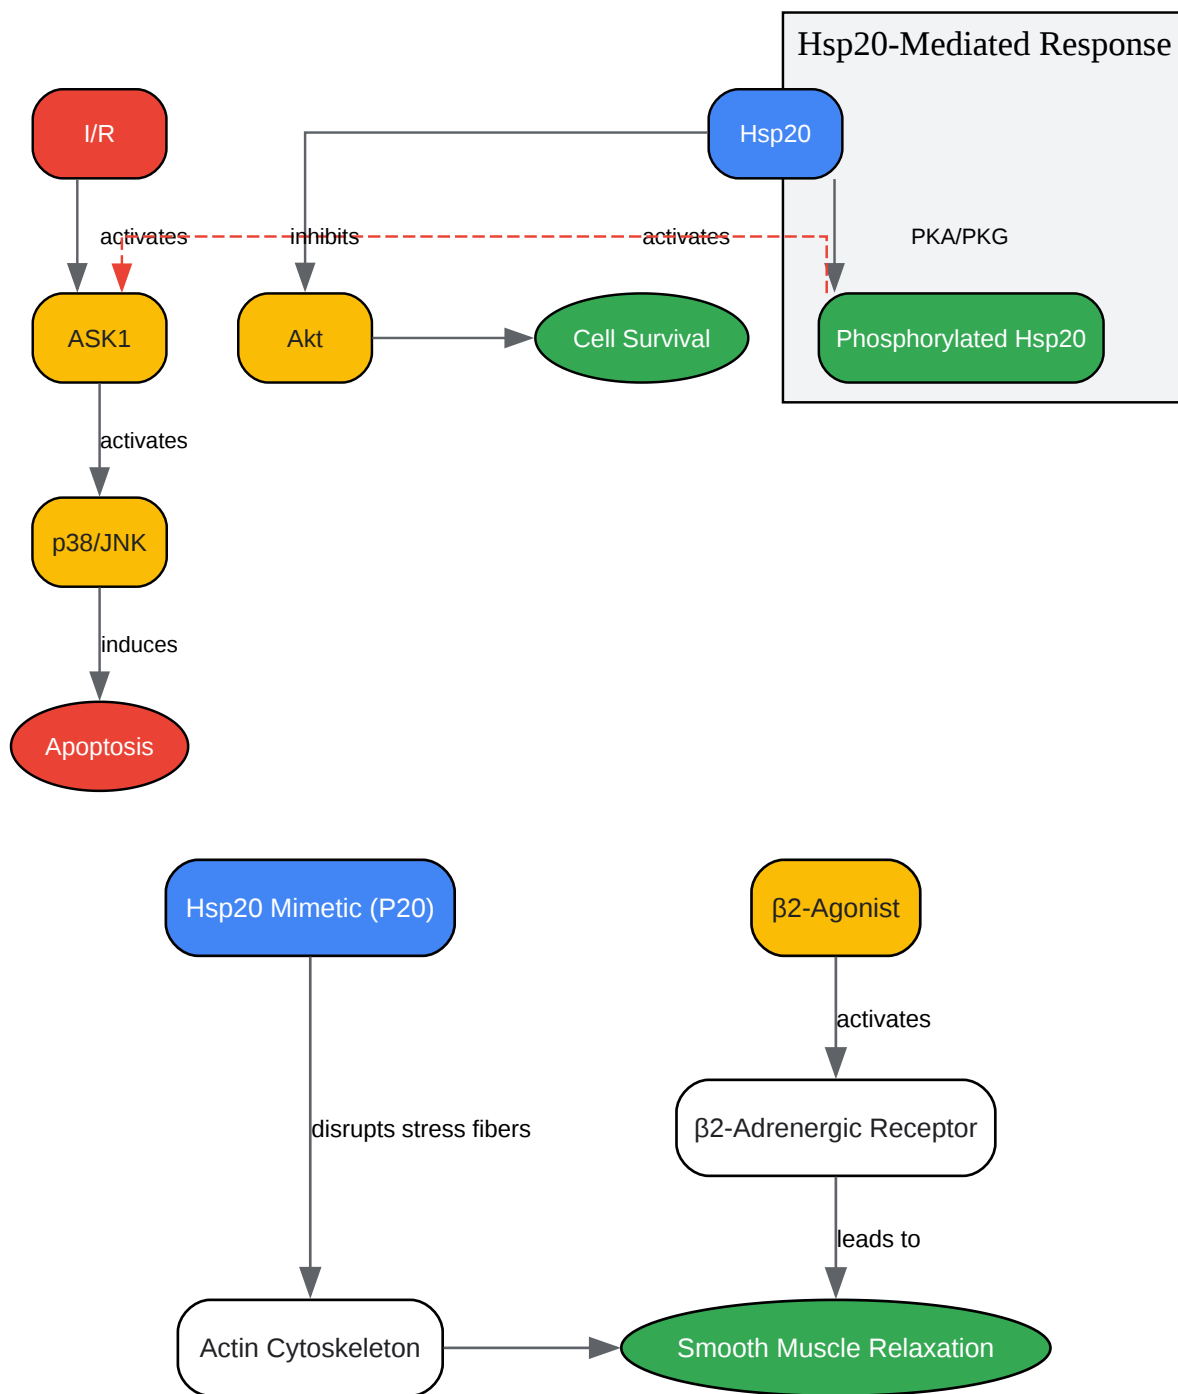 Hsp20-Mediated Response
I/R
Hsp20
activates
inhibits
activates
PKA/PKG
ASK1
Akt
Cell Survival
Phosphorylated Hsp20
activates
p38/JNK
induces
Apoptosis
Hsp20 Mimetic (P20)
β2-Agonist
activates
disrupts stress fibers
β2-Adrenergic Receptor
leads to
Actin Cytoskeleton
Smooth Muscle Relaxation